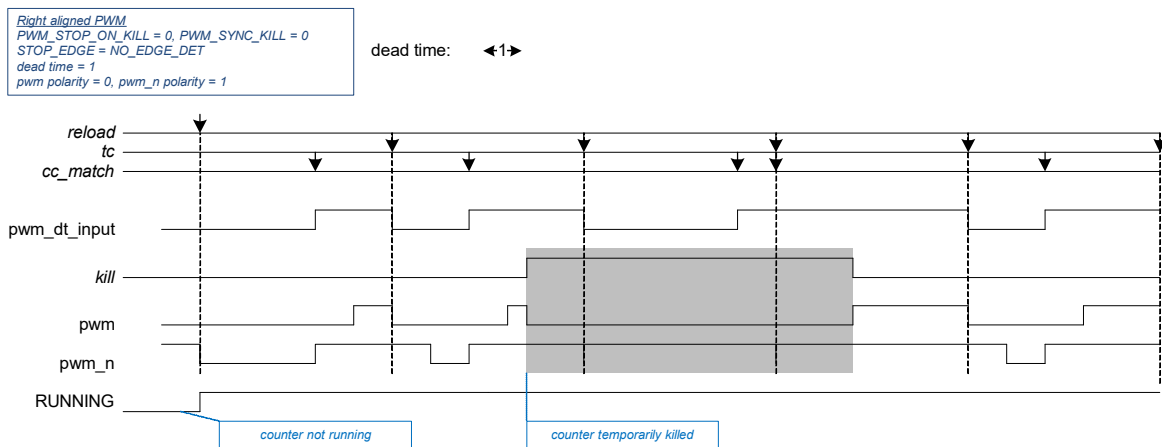 Right aligned PWM
PWM_STOP_ON_KILL = 0, PWM_SYNC_KILL = 0
STOP_EDGE = NO_EDGE_DET
dead time = 1
pwm polarity = 0, pwm_n polarity = 1
dead time:
1
reload
tc
cc_match
pwm_dt_input
kill
pwm
pwm_n
RUNNING
counter not running
counter temporarily killed